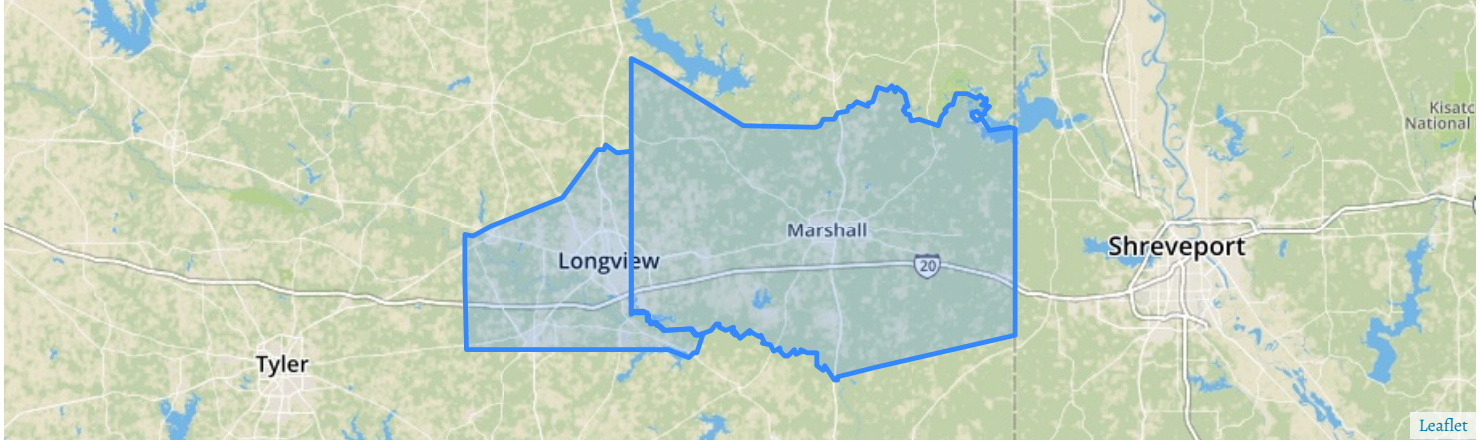 Kisatc
National
Marshall
Shreveport
Longview
20
Tyler
Leaflet